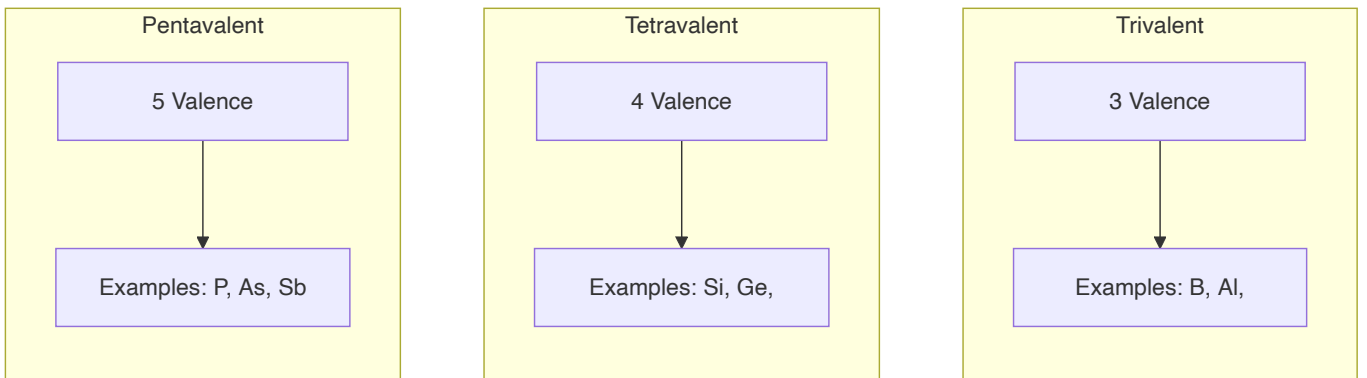 Pentavalent
5 Valence
Examples: P, As, Sb
Tetravalent
4 Valence
Examples: Si, Ge,
Trivalent
3 Valence
Examples: B, Al,